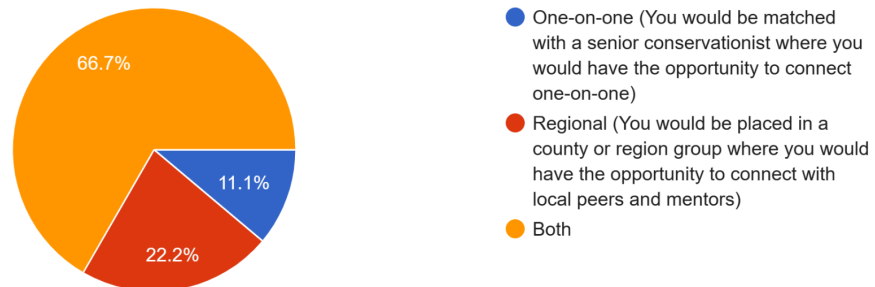 66.7%
11.1%
22.2%
One-on-one (You would be matched
with a senior conservationist where you
would have the opportunity to connect
one-on-one)
Regional (You would be placed in a
county or region group where you would
have the opportunity to connect with
local peers and mentors)
Both